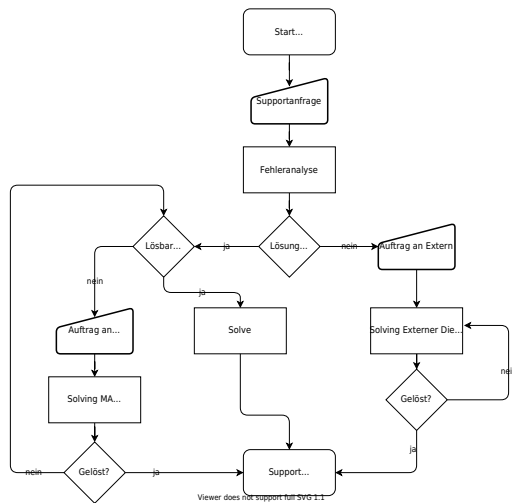 Start...
Supportanfrage
Fehleranalyse
Lösbar...
ja
Lösung...
nein
Auftrag an Extern
nein
ja
Auftrag an...
Solve
Solving Externer Die...
Solving MA...
Gelöst?
nei
ja
Gelöst?
nein
ja
Support...
Viewer does not support full SVG 1.1